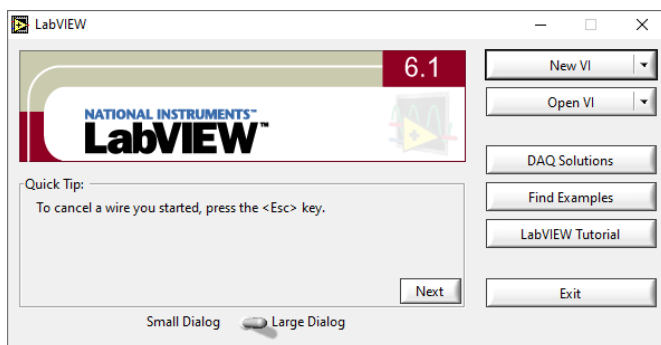 LabVIEW
6.1
NATIONAL INSTRUMENTS™
LabVIEW™
Quick Tip:
To cancel a wire you started, press the <Esc> key.
Next
Small Dialog
Large Dialog
New VI
Open VI
DAQ Solutions
Find Examples
LabVIEW Tutorial
Exit